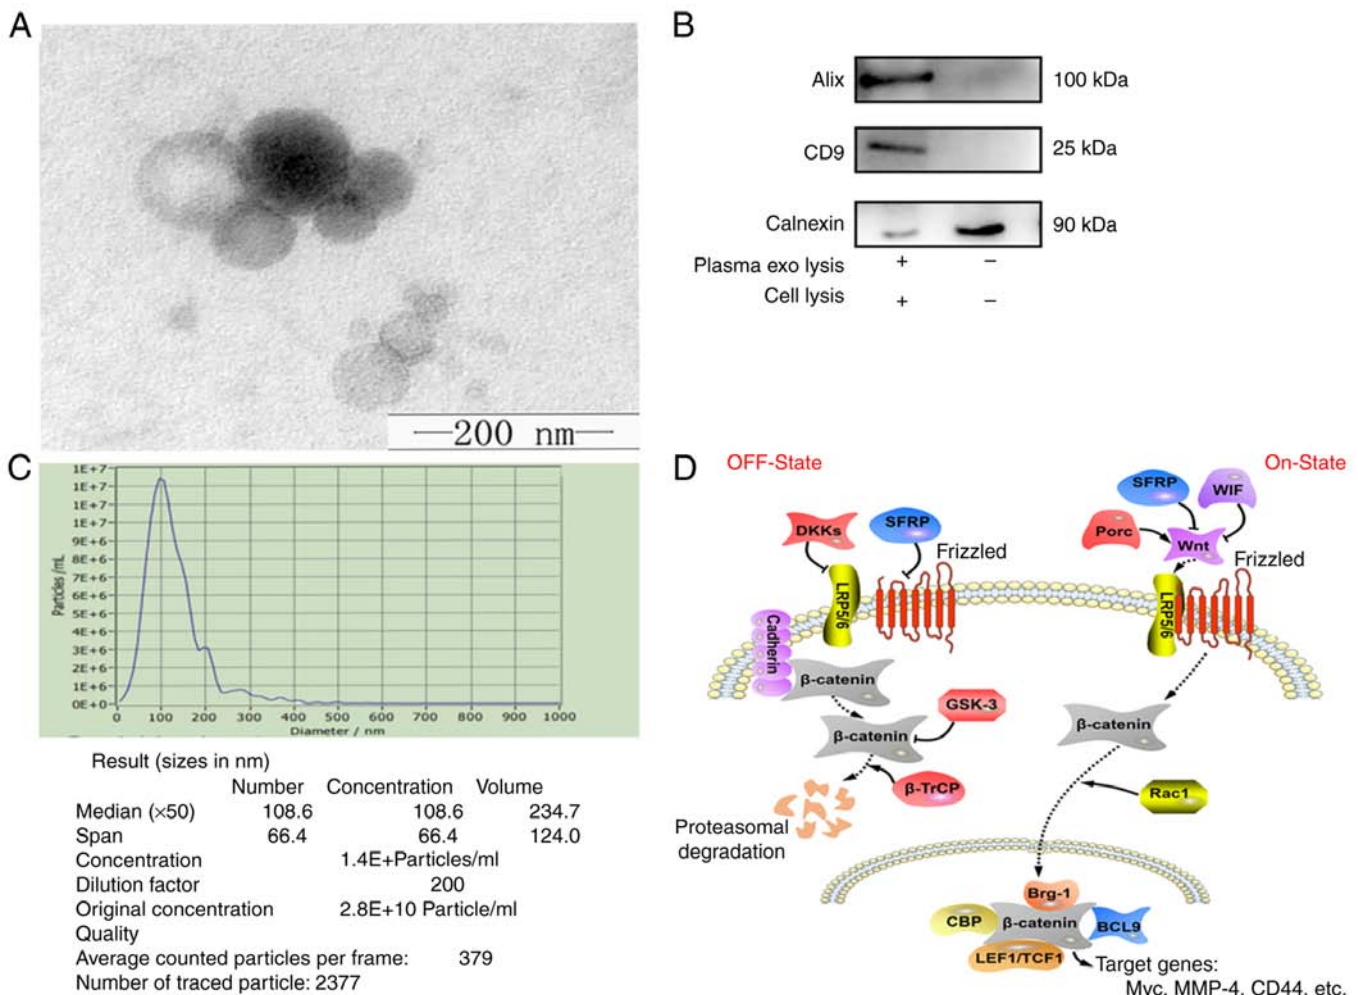 A
200 nm
B
Alix 100 kDa
CD9 25 kDa
Calnexin 90 kDa
Plasma exo lysis + −
Cell lysis + −
C
Particles /mL
1E+7
1E+7
1E+7
1E+7
9E+6
8E+6
7E+6
6E+6
5E+6
4E+6
3E+6
2E+6
1E+6
0E+0
0 100 200 300 400 500 600 700 800 900 1000
Diameter / nm
Result (sizes in nm)
Number Concentration Volume
Median (×50) 108.6 108.6 234.7
Span 66.4 66.4 124.0
Concentration 1.4E+Particles/ml
Dilution factor 200
Original concentration 2.8E+10 Particle/ml
Quality
Average counted particles per frame: 379
Number of traced particle: 2377
D
OFF-State
On-State
DKKs
SFRP
Frizzled
LRP5/6
Cadherin
β-catenin
β-catenin
GSK-3
β-TrCP
Proteasomal
degradation
SFRP
WIF
Porc
Wnt
Frizzled
LRP5/6
β-catenin
Rac1
Brg-1
CBP
β-catenin
BCL9
LEF1/TCF1
Target genes:
Myc, MMP-4, CD44, etc.